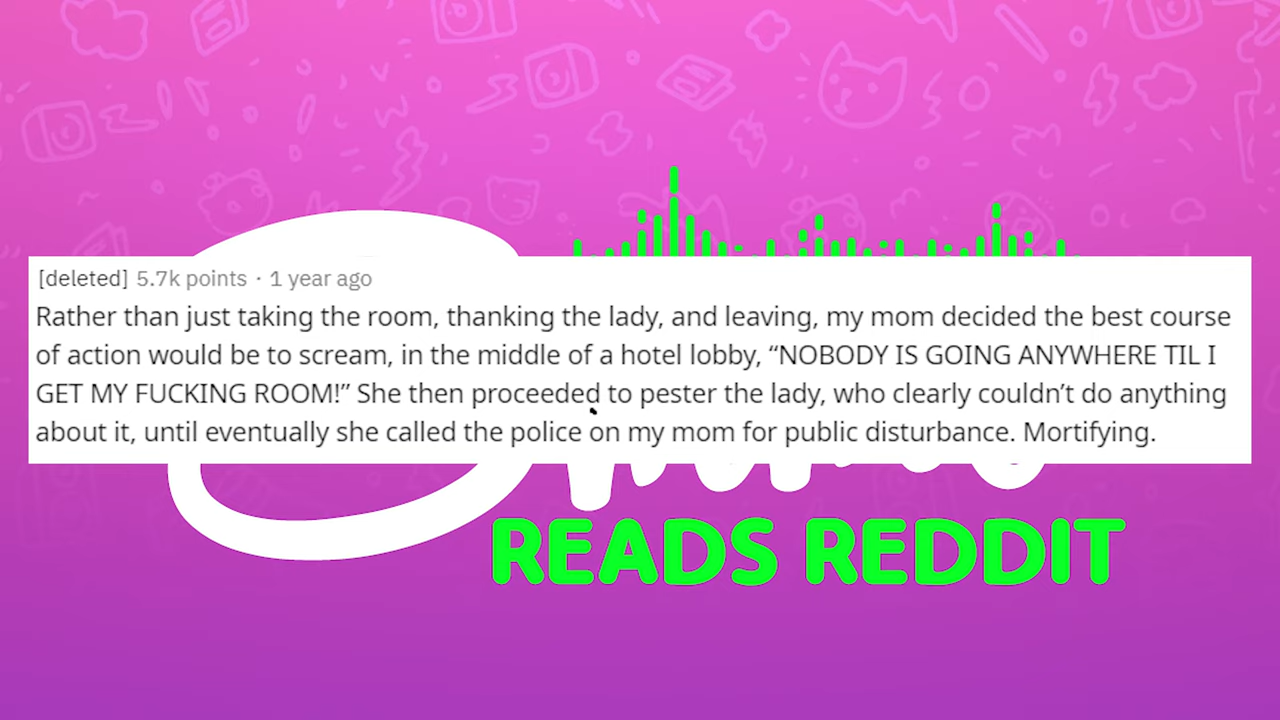 [deleted] 5.7k points · 1 year ago
Rather than just taking the room, thanking the lady, and leaving, my mom decided the best course
of action would be to scream, in the middle of a hotel lobby, “NOBODY IS GOING ANYWHERE TIL I
GET MY FUCKING ROOM!” She then proceeded to pester the lady, who clearly couldn’t do anything
about it, until eventually she called the police on my mom for public disturbance. Mortifying.
READS REDDIT